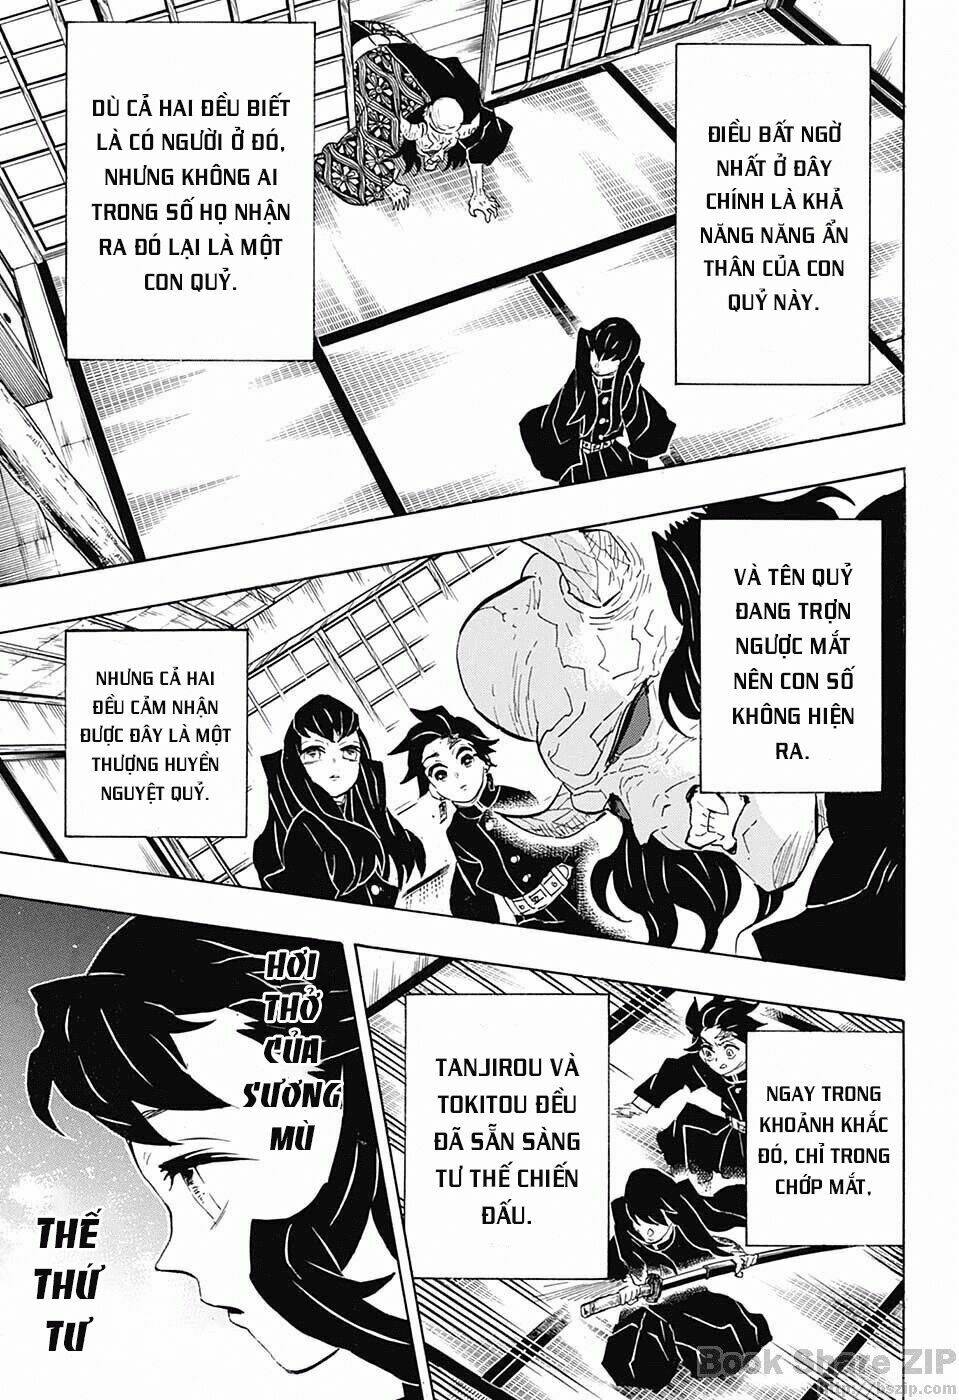 ĐIỀU BẤT NGỜ
NHẤT Ở ĐÂY
CHÍNH LÀ KHẢ
NĂNG NĂNG ẨN
THÂN CỦA CON
QUỶ NÀY.
DÙ CẢ HAI ĐỀU BIẾT
LÀ CÓ NGƯỜI Ở ĐÓ,
NHƯNG KHÔNG AI
TRONG SỐ HỌ NHẬN
RA ĐÓ LẠI LÀ MỘT
CON QUỶ.
VÀ TÊN QUỶ
ĐANG TRỢN
NGƯỢC MẮT
NÊN CON SỐ
KHÔNG HIỆN
RA.
NHƯNG CẢ HAI
ĐỀU CẢM NHẬN
ĐƯỢC ĐÂY LÀ MỘT
THƯỢNG HUYỀN
NGUYỆT QUỶ.
NGAY TRONG
KHOẢNH KHẮC
ĐÓ, CHỈ TRONG
CHỚP MẮT,
TANJIROU VÀ
TOKITOU ĐỀU
ĐÃ SẴN SÀNG
TƯ THẾ CHIẾN
ĐẤU.
HƠI
THỞ
CỦA
SƯƠNG
MÙ
THẾ
THỨ
TƯ
Book Share ZIP
http://bszip.com/